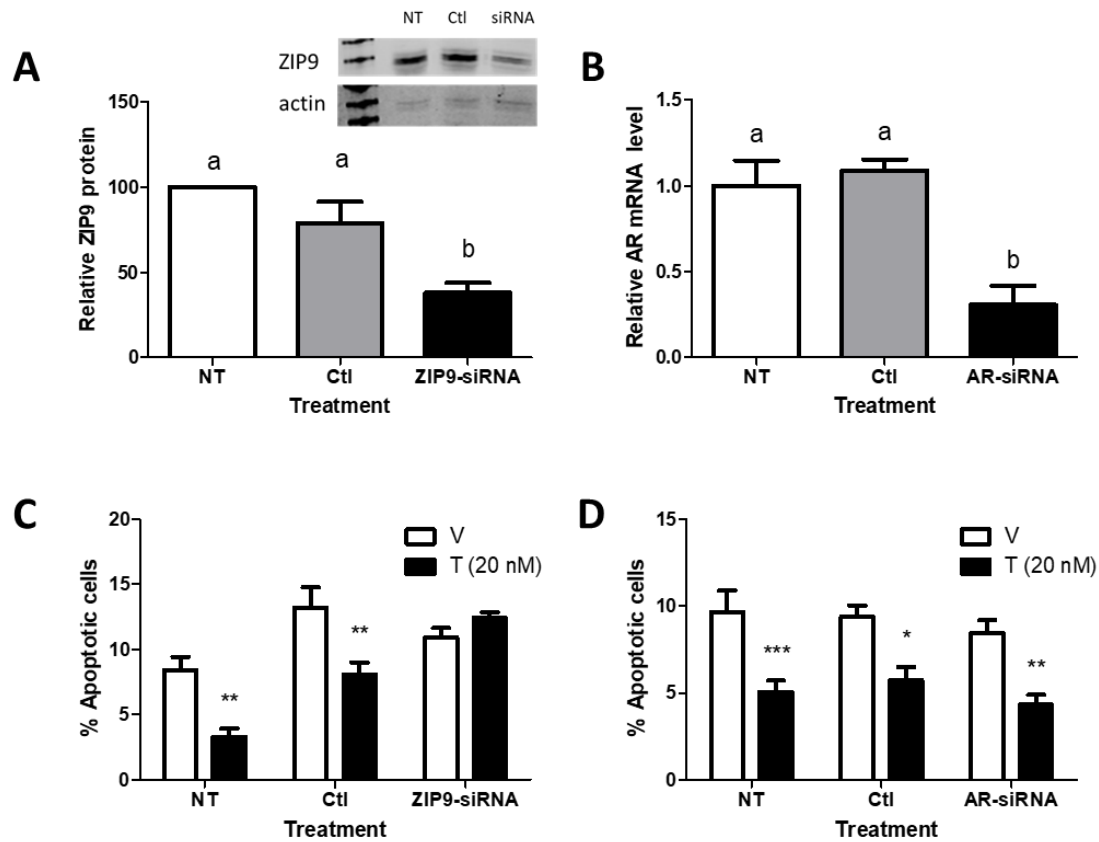 A
NT Ctl siRNA
ZIP9
actin
Relative ZIP9 protein
150
100
50
0
a
a
b
NT Ctl ZIP9-siRNA
Treatment
B
Relative AR mRNA level
1.5
1.0
0.5
0.0
a
a
b
NT Ctl AR-siRNA
Treatment
C
% Apoptotic cells
20
15
10
5
0
V
T (20 nM)
**
**
NT Ctl ZIP9-siRNA
Treatment
D
% Apoptotic cells
15
10
5
0
V
T (20 nM)
***
*
**
NT Ctl AR-siRNA
Treatment